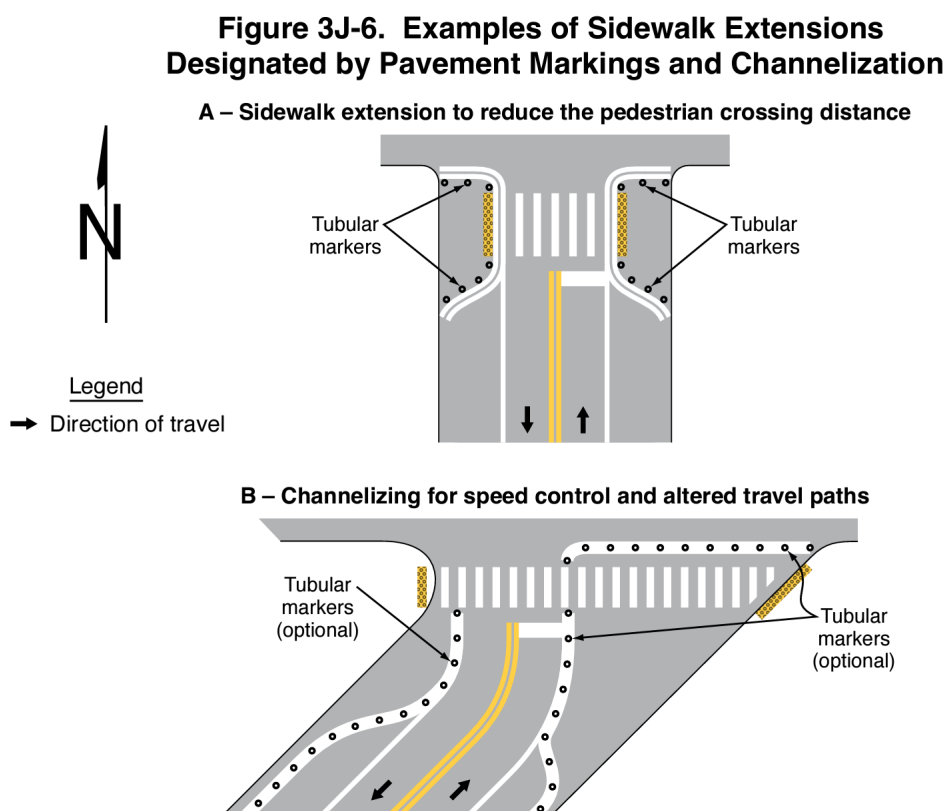 Figure 3J-6.  Examples of Sidewalk Extensions
Designated by Pavement Markings and Channelization
A – Sidewalk extension to reduce the pedestrian crossing distance
Tubular
markers
Tubular
markers
N
Legend
Direction of travel
B – Channelizing for speed control and altered travel paths
Tubular
markers
(optional)
Tubular
markers
(optional)